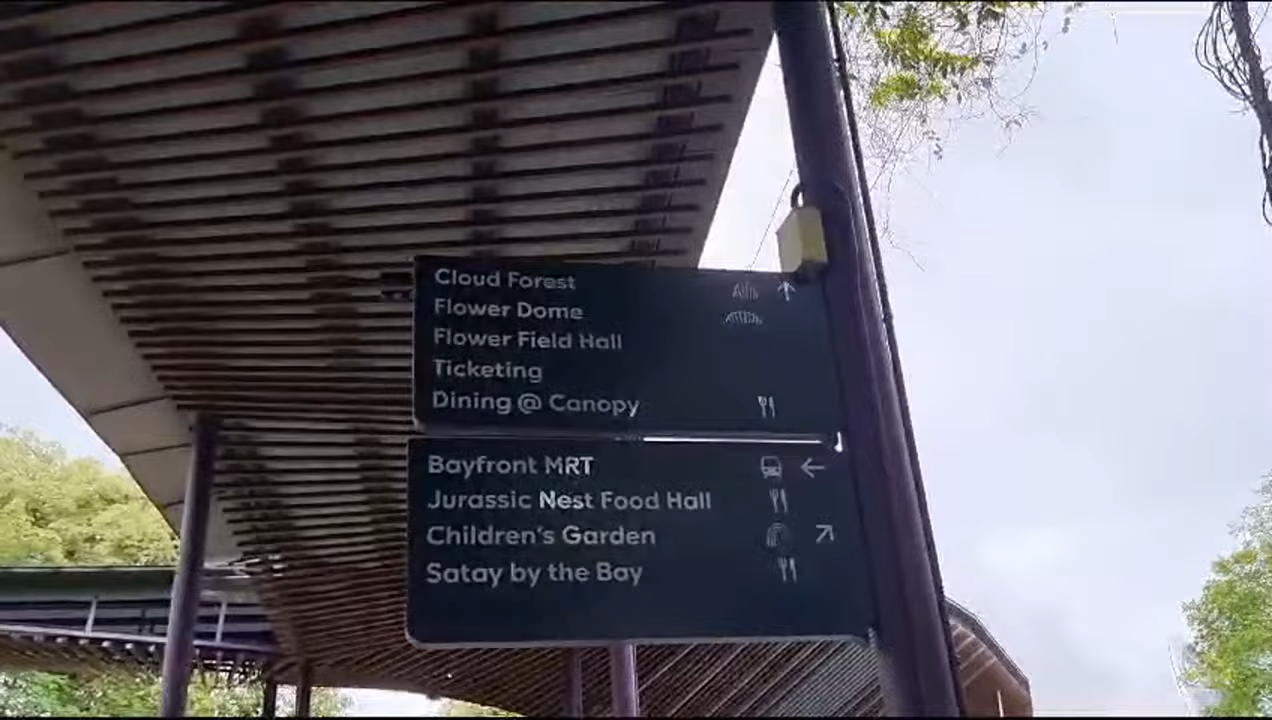 Cloud Forest
Flower Dome
Flower Field Hall
Ticketing
Dining @ Canopy
Bayfront MRT
Jurassic Nest Food Hall
Children's Garden
Satay by the Bay